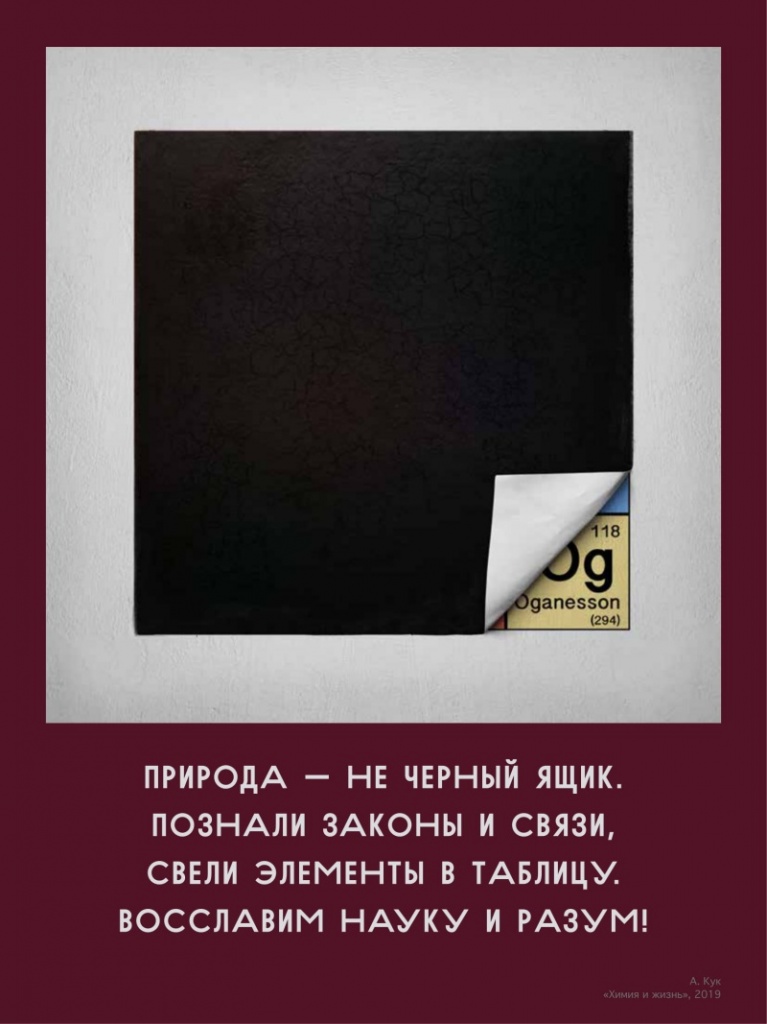 118
Og
Oganesson
(294)
ПРИРОДА — НЕ ЧЕРНЫЙ ЯЩИК.
ПОЗНАЛИ ЗАКОНЫ И СВЯЗИ,
СВЕЛИ ЭЛЕМЕНТЫ В ТАБЛИЦУ.
ВОССЛАВИМ НАУКУ И РАЗУМ!
А. Кук
«Химия и жизнь», 2019